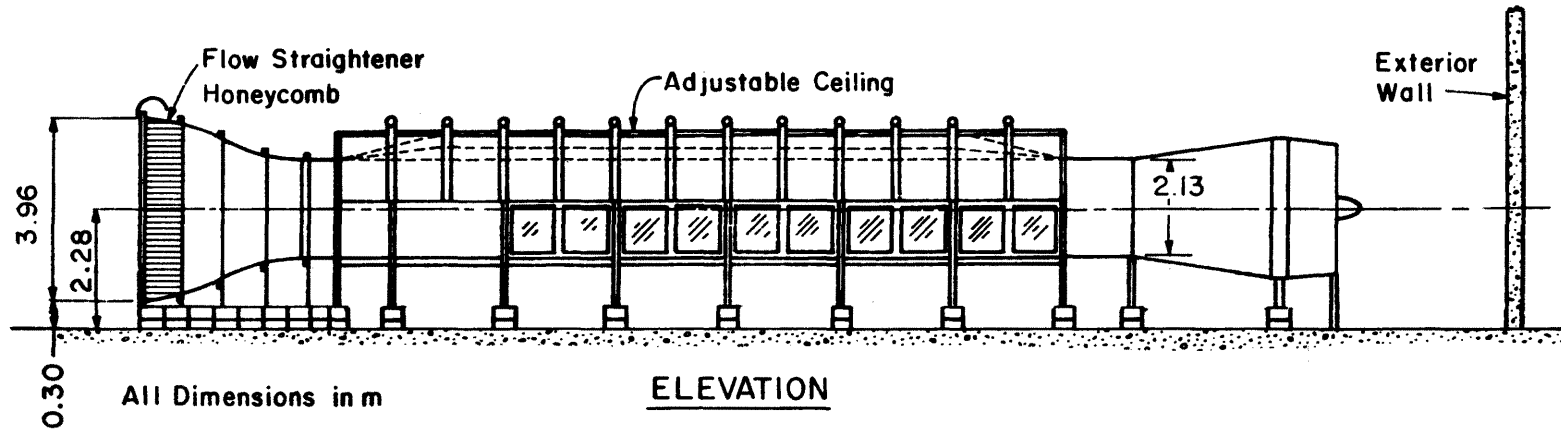 Flow Straightener
Honeycomb
Adjustable Ceiling
Exterior
Wall
3.96
2.28
2.13
0.30
All Dimensions in m
ELEVATION